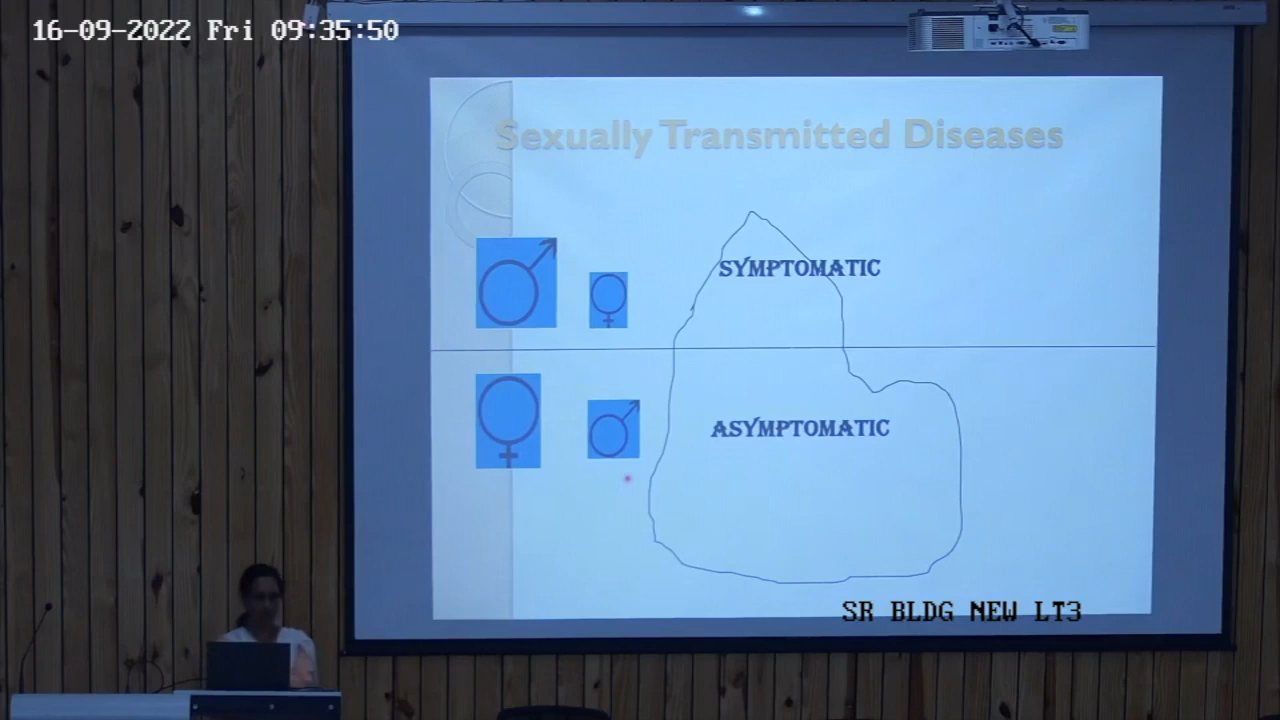 16-09-2022 Fri 09:35:50
Sexually Transmitted Diseases
SYMPTOMATIC
ASYMPTOMATIC
SR BLDG NEW LT3